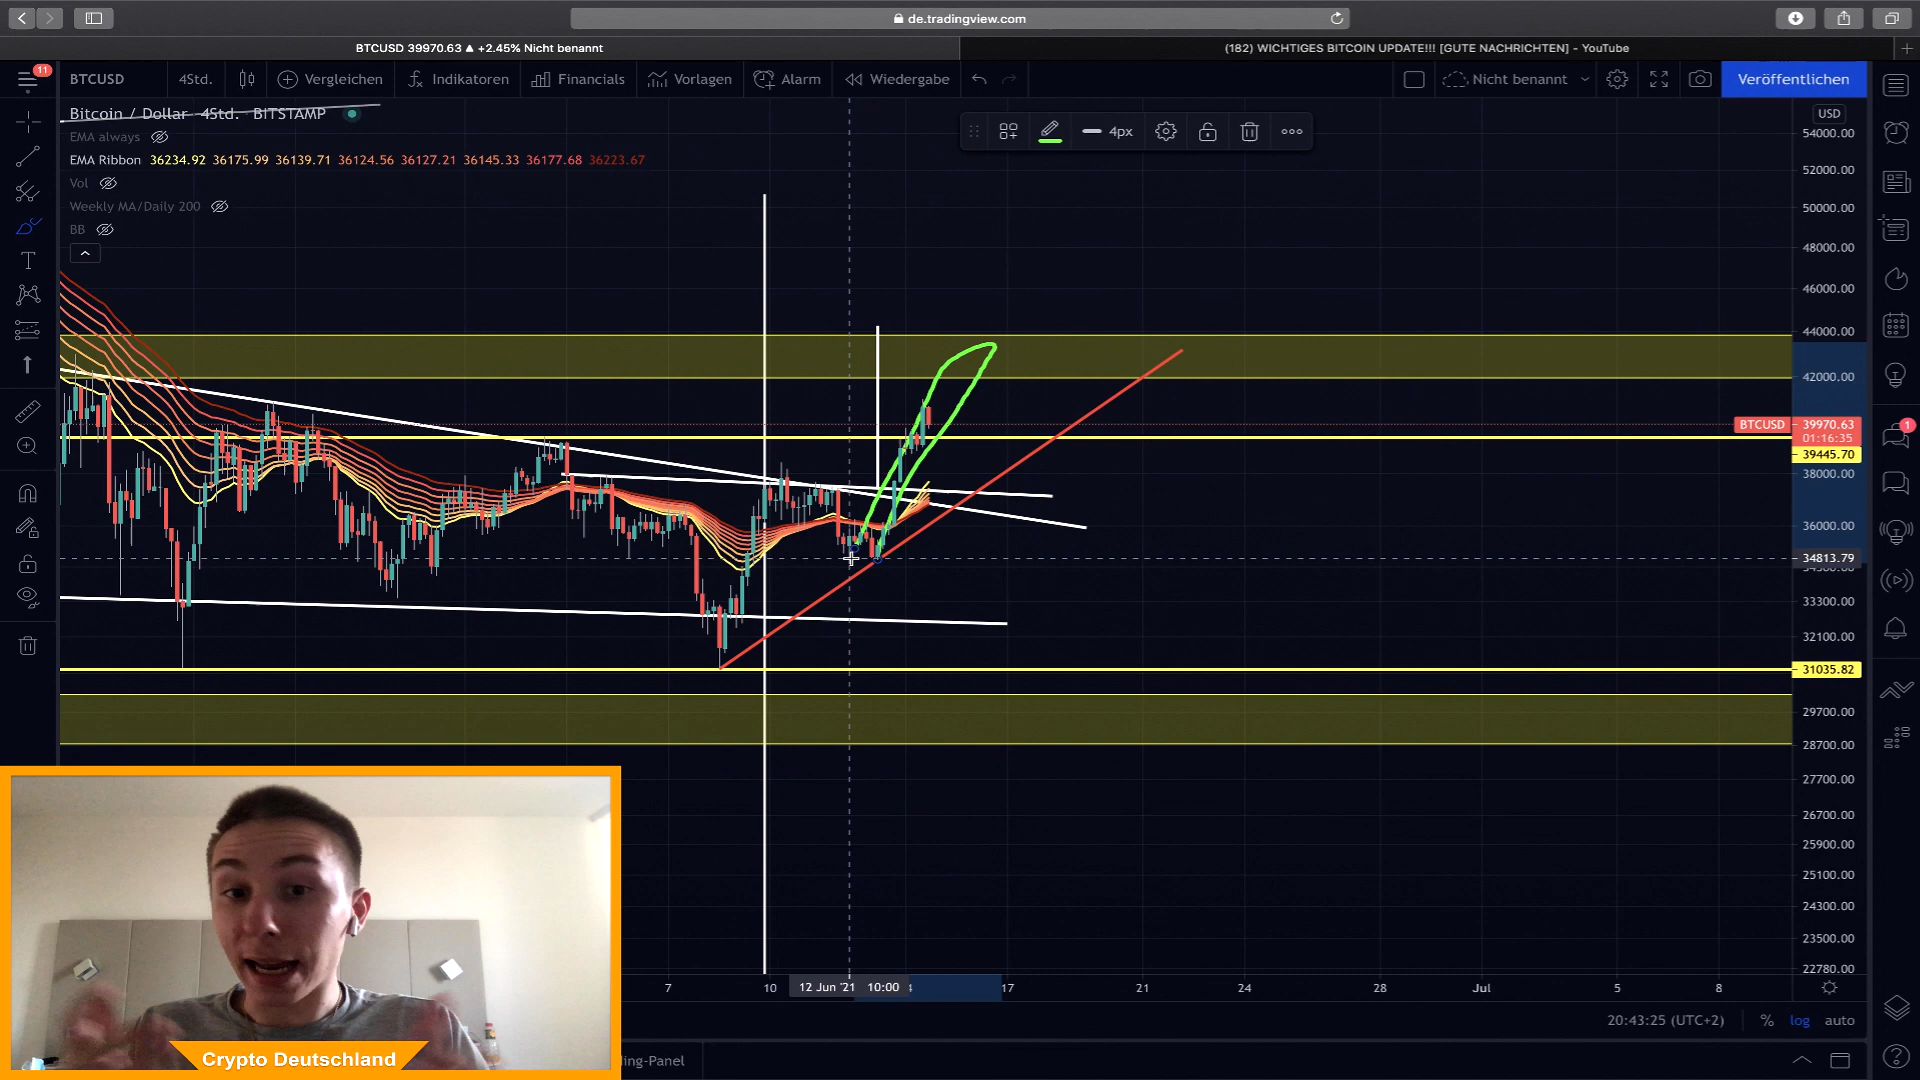 de.tradingview.com
BTCUSD 39970.63 ▲ +2.45% Nicht benannt
(182) WICHTIGES BITCOIN UPDATE!!! [GUTE NACHRICHTEN] – YouTube
11
BTCUSD
4Std.
Vergleichen
Indikatoren
Financials
Vorlagen
Alarm
Wiedergabe
Nicht benannt
Veröffentlichen
Bitcoin / Dollar 4Std. BITSTAMP
EMA always
EMA Ribbon 36234.92 36175.99 36139.71 36124.56 36127.21 36145.33 36177.68 36223.67
Vol
Weekly MA/Daily 200
BB
4px
USD
54000.00
52000.00
50000.00
48000.00
46000.00
44000.00
42000.00
BTCUSD 39970.63
01:16:35
39445.70
38000.00
36000.00
34813.79
33300.00
32100.00
31035.82
29700.00
28700.00
27700.00
26700.00
25900.00
25100.00
24300.00
23500.00
22780.00
1
7
10
12 Jun '21 10:00
17
21
24
28
Jul
5
8
20:43:25 (UTC+2)
%
log
auto
ding-Panel
Crypto Deutschland